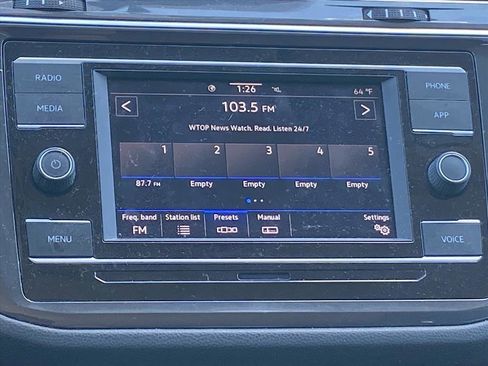 RADIO
MEDIA
MENU
PHONE
APP
VOICE
1:26
64 °F
<
103.5 FM
>
WTOP News Watch. Read. Listen 24/7
1 2 3 4 5
87.7 FM Empty Empty Empty Empty
Freq. band Station list Presets Manual Settings
FM